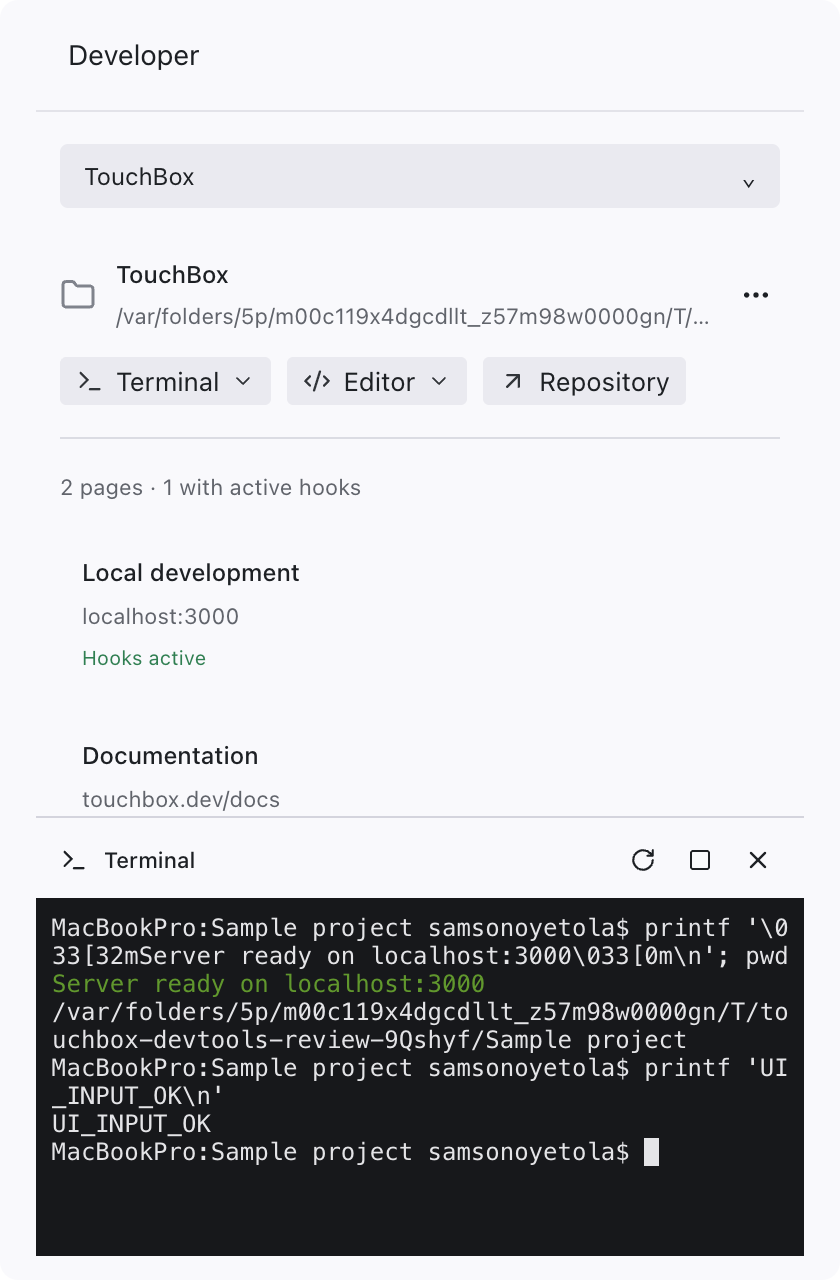 Developer
TouchBox
TouchBox
/var/folders/5p/m00c119x4dgcdllt_z57m98w0000gn/T/...
Terminal
Editor
Repository
2 pages · 1 with active hooks
Local development
localhost:3000
Hooks active
Documentation
touchbox.dev/docs
Terminal
MacBookPro:Sample project samsonoyetola$ printf '\0
33[32mServer ready on localhost:3000\033[0m\n'; pwd
Server ready on localhost:3000
/var/folders/5p/m00c119x4dgcdllt_z57m98w0000gn/T/to
uchbox-devtools-review-9Qshyf/Sample project
MacBookPro:Sample project samsonoyetola$ printf 'UI
_INPUT_OK\n'
UI_INPUT_OK
MacBookPro:Sample project samsonoyetola$